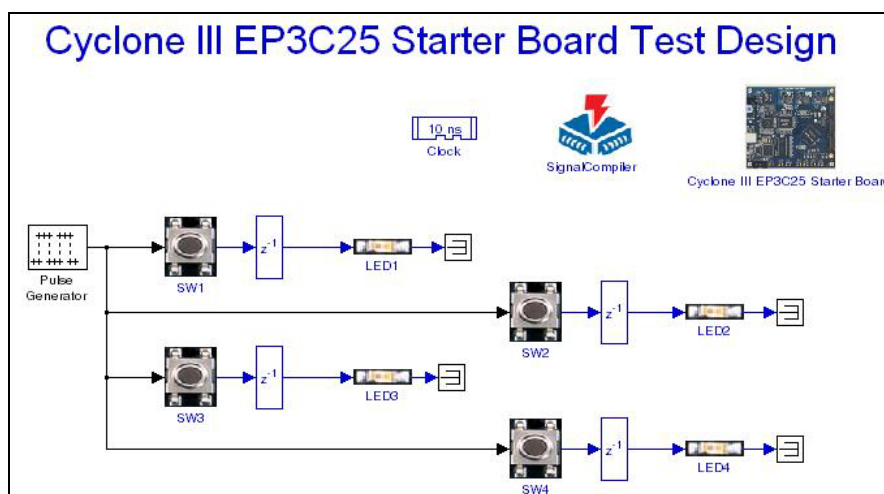 Cyclone III EP3C25 Starter Board Test Design
10 ns
Clock
SignalCompiler
Cyclone III EP3C25 Starter Board
Pulse
Generator
SW1
z-1
LED1
SW2
z-1
LED2
SW3
z-1
LED3
SW4
z-1
LED4